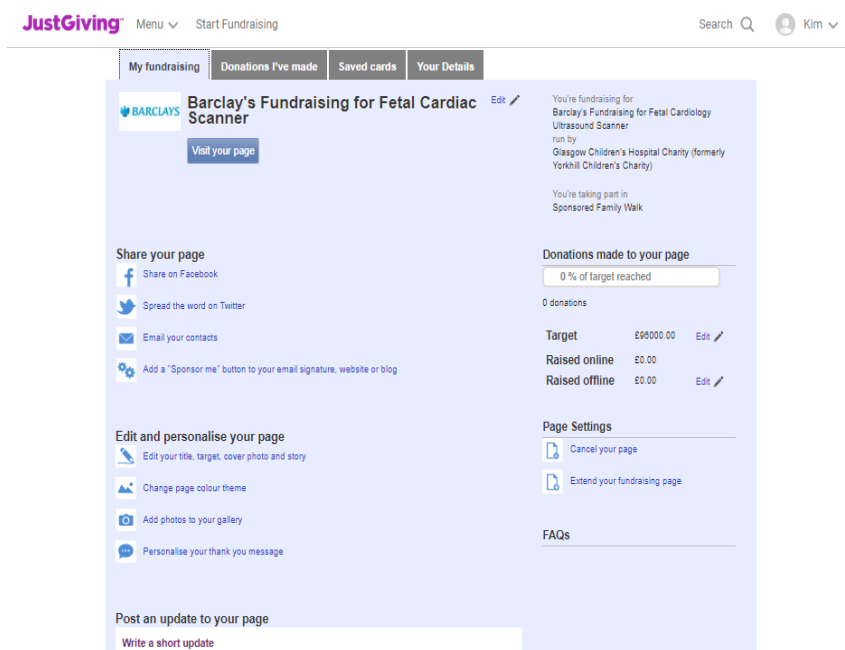 JustGiving™ Menu Start Fundraising Search Kim
My fundraising Donations I've made Saved cards Your Details
BARCLAYS
Barclay's Fundraising for Fetal Cardiac
Scanner
Edit
Visit your page
You're fundraising for
Barclay's Fundraising for Fetal Cardiology
Ultrasound Scanner
run by
Glasgow Children's Hospital Charity (formerly
Yorkhill Children's Charity)
You're taking part in
Sponsored Family Walk
Share your page
Share on Facebook
Spread the word on Twitter
Email your contacts
Add a "Sponsor me" button to your email signature, website or blog
Donations made to your page
0 % of target reached
0 donations
Target £96000.00 Edit
Raised online £0.00
Raised offline £0.00 Edit
Edit and personalise your page
Edit your title, target, cover photo and story
Change page colour theme
Add photos to your gallery
Personalise your thank you message
Page Settings
Cancel your page
Extend your fundraising page
FAQs
Post an update to your page
Write a short update